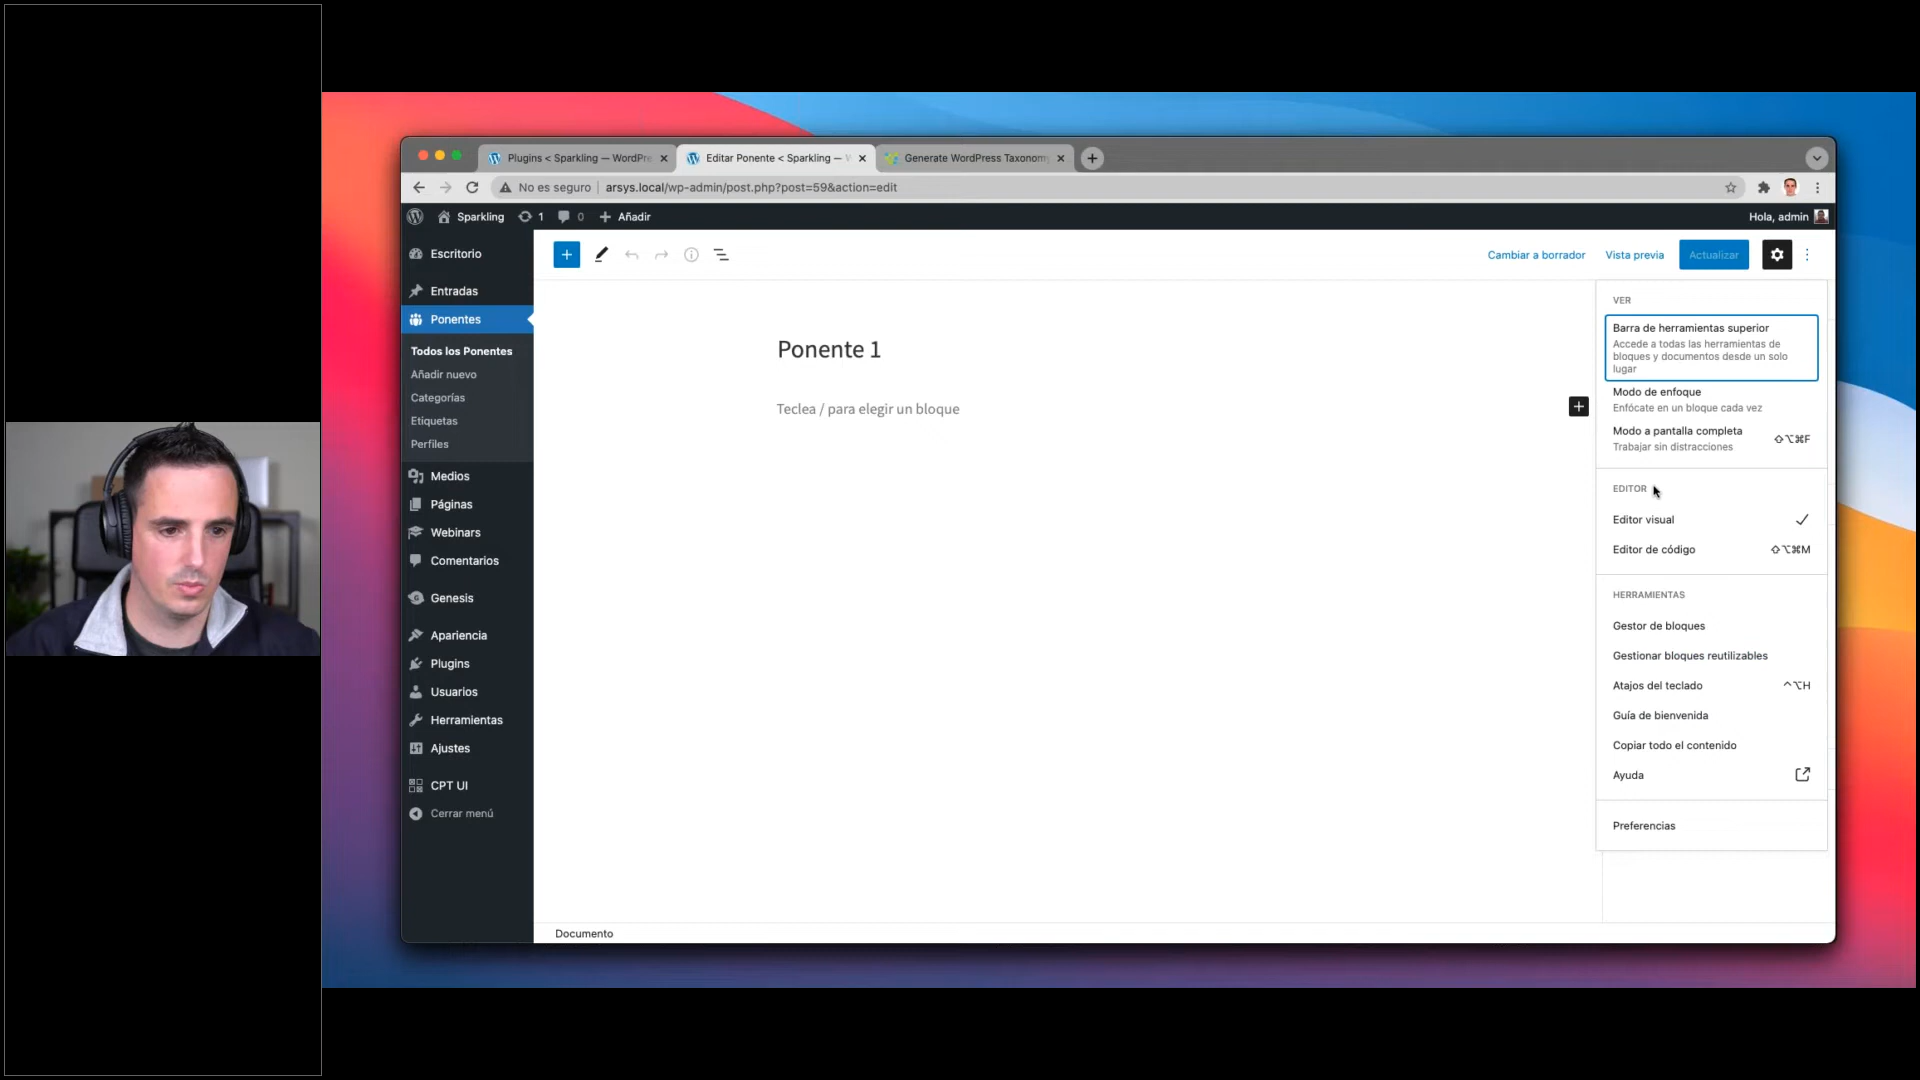 Plugins < Sparkling — WordPre
Editar Ponente < Sparkling — W
Generate WordPress Taxonomy
No es seguro
arsys.local/wp-admin/post.php?post=59&action=edit
Sparkling
1
0
Añadir
Hola, admin
Escritorio
Entradas
Ponentes
Todos los Ponentes
Añadir nuevo
Categorías
Etiquetas
Perfiles
Medios
Páginas
Webinars
Comentarios
Genesis
Apariencia
Plugins
Usuarios
Herramientas
Ajustes
CPT UI
Cerrar menú
Cambiar a borrador
Vista previa
Actualizar
Ponente 1
Teclea / para elegir un bloque
VER
Barra de herramientas superior
Accede a todas las herramientas de
bloques y documentos desde un solo
lugar
Modo de enfoque
Enfócate en un bloque cada vez
Modo a pantalla completa
⇧⌥⌘F
Trabajar sin distracciones
EDITOR
Editor visual
Editor de código
⇧⌥⌘M
HERRAMIENTAS
Gestor de bloques
Gestionar bloques reutilizables
Atajos del teclado
⌃⌥H
Guía de bienvenida
Copiar todo el contenido
Ayuda
Preferencias
Documento